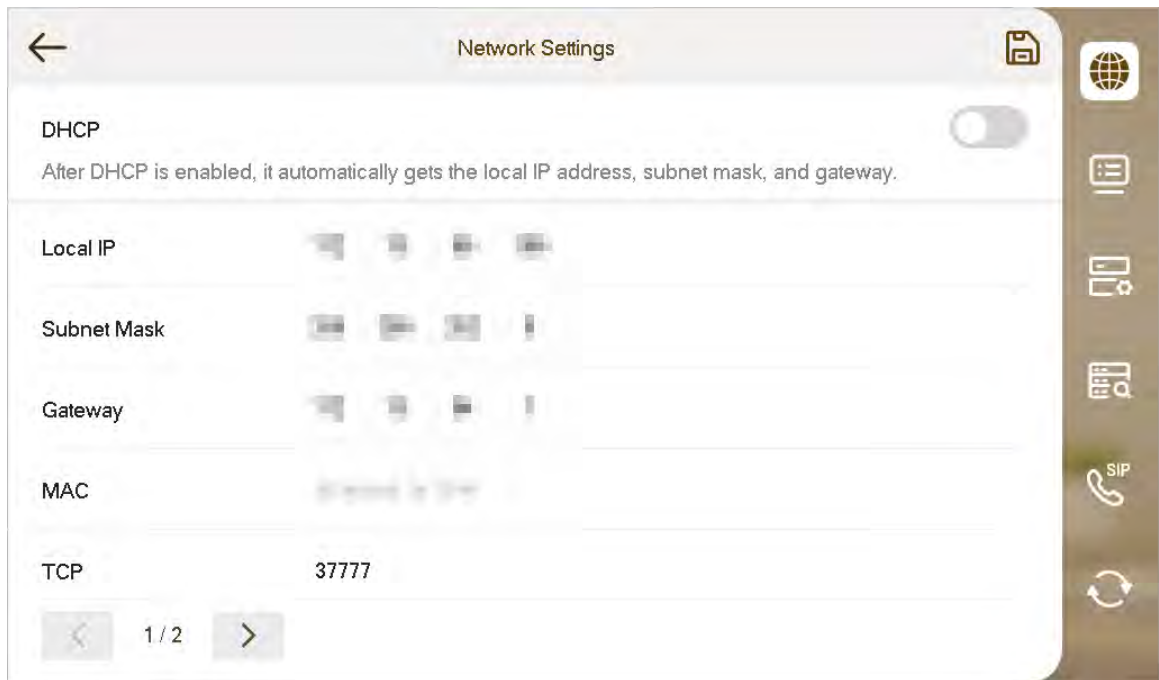 Network Settings
DHCP
After DHCP is enabled, it automatically gets the local IP address, subnet mask, and gateway.
Local IP
Subnet Mask
Gateway
MAC
SIP
TCP 37777
1 / 2